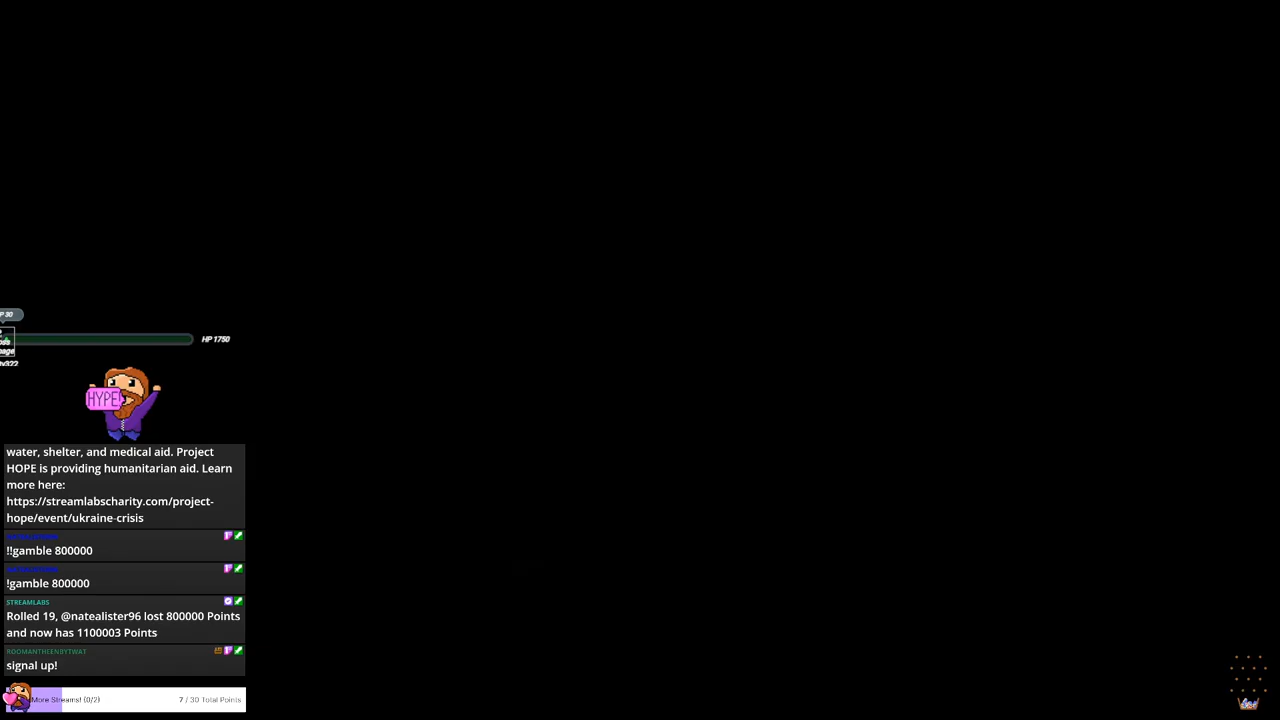 P 30
HP 1750
HYPE!
water, shelter, and medical aid. Project
HOPE is providing humanitarian aid. Learn
more here:
https://streamlabscharity.com/project-
hope/event/ukraine-crisis
!!gamble 800000
!gamble 800000
STREAMLABS
Rolled 19, @natealister96 lost 800000 Points
and now has 1100003 Points
signal up!
More Streams! (0/2) 7 / 30 Total Points